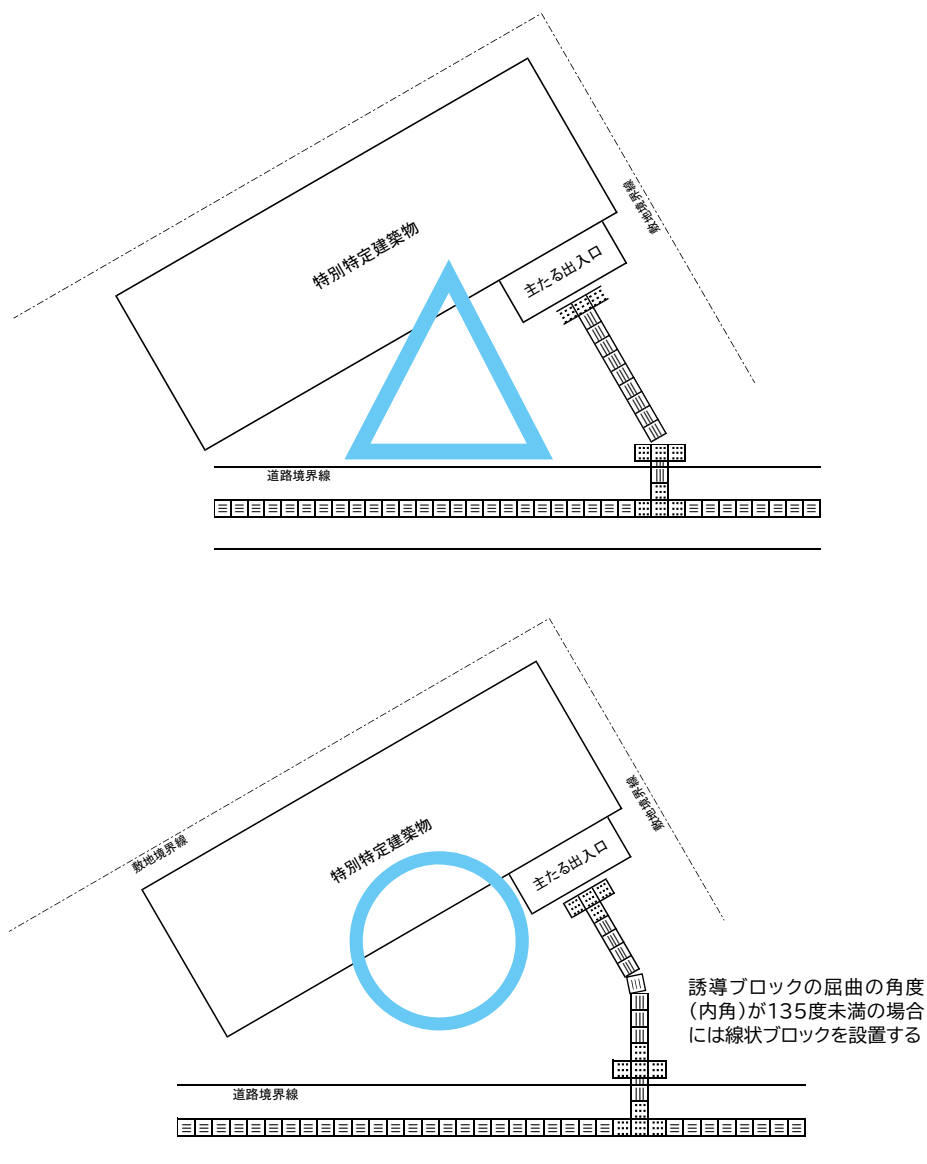 敷地境界線
特別特定建築物
主たる出入口
道路境界線
敷地境界線
敷地境界線
特別特定建築物
主たる出入口
誘導ブロックの屈曲の角度
（内角）が135度未満の場合
には線状ブロックを設置する
道路境界線